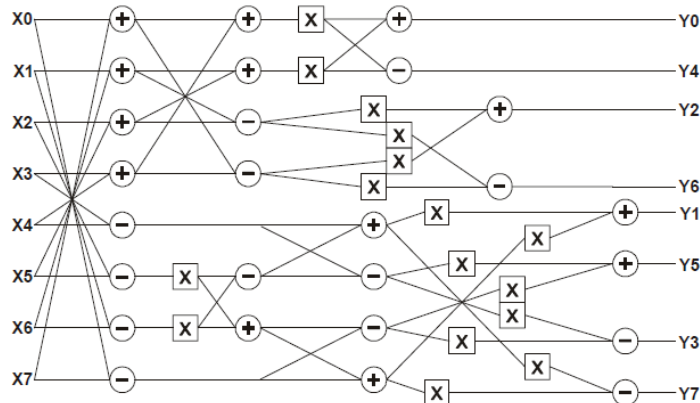 X0 + + X + Y0
X1 + + X − Y4
X2 + − X + Y2
X
X3 + − X
X − Y6
X4 − + X + Y1
X
X5 − X − − X + Y5
X
X6 − X + − X − Y3
X
X
X7 − + X − Y7